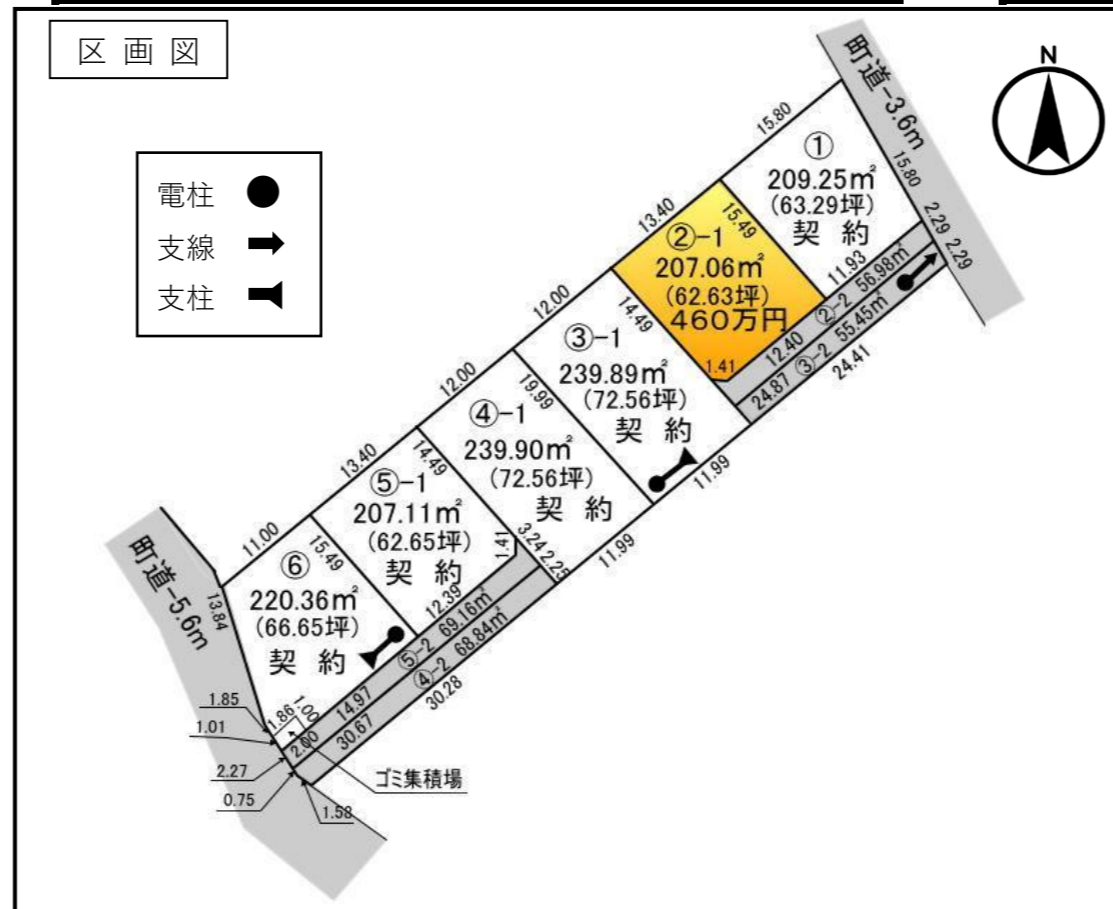 区画図
N
電柱
支線
支柱
町道-3.6m
15.80
15.80
2.29
2.29
①
209.25㎡
(63.29坪)
契約
11.93
13.40
15.49
②-1
207.06㎡
(62.63坪)
460万円
1.41
12.40
②-2 56.98㎡
24.87
③-2 55.45㎡
24.41
12.00
14.49
③-1
239.89㎡
(72.56坪)
契約
11.99
12.00
19.99
④-1
239.90㎡
(72.56坪)
契約
11.99
13.40
14.49
⑤-1
207.11㎡
(62.65坪)
契約
1.41
3.24
2.25
12.39
⑤-2 69.16㎡
④-2 68.84㎡
14.97
30.67
30.28
11.00
15.49
⑥
220.36㎡
(66.65坪)
契約
町道-5.6m
13.84
1.85
1.01
1.86
1.00
2.00
2.27
0.75
1.58
ゴミ集積場